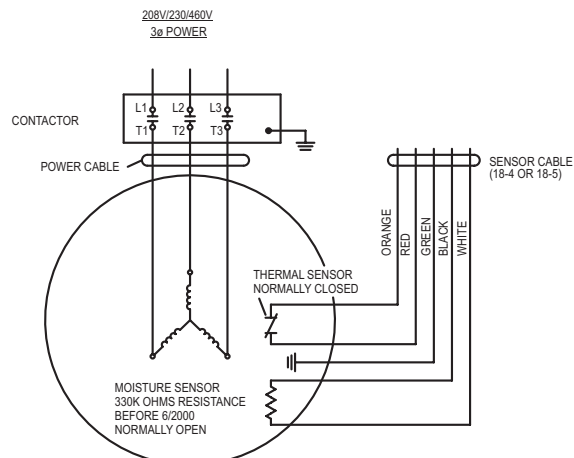 208V/230/460V
3ø POWER
L1 L2 L3
CONTACTOR
T1 T2 T3
POWER CABLE
SENSOR CABLE
(18-4 OR 18-5)
ORANGE
RED
GREEN
BLACK
WHITE
THERMAL SENSOR
NORMALLY CLOSED
MOISTURE SENSOR
330K OHMS RESISTANCE
BEFORE 6/2000
NORMALLY OPEN